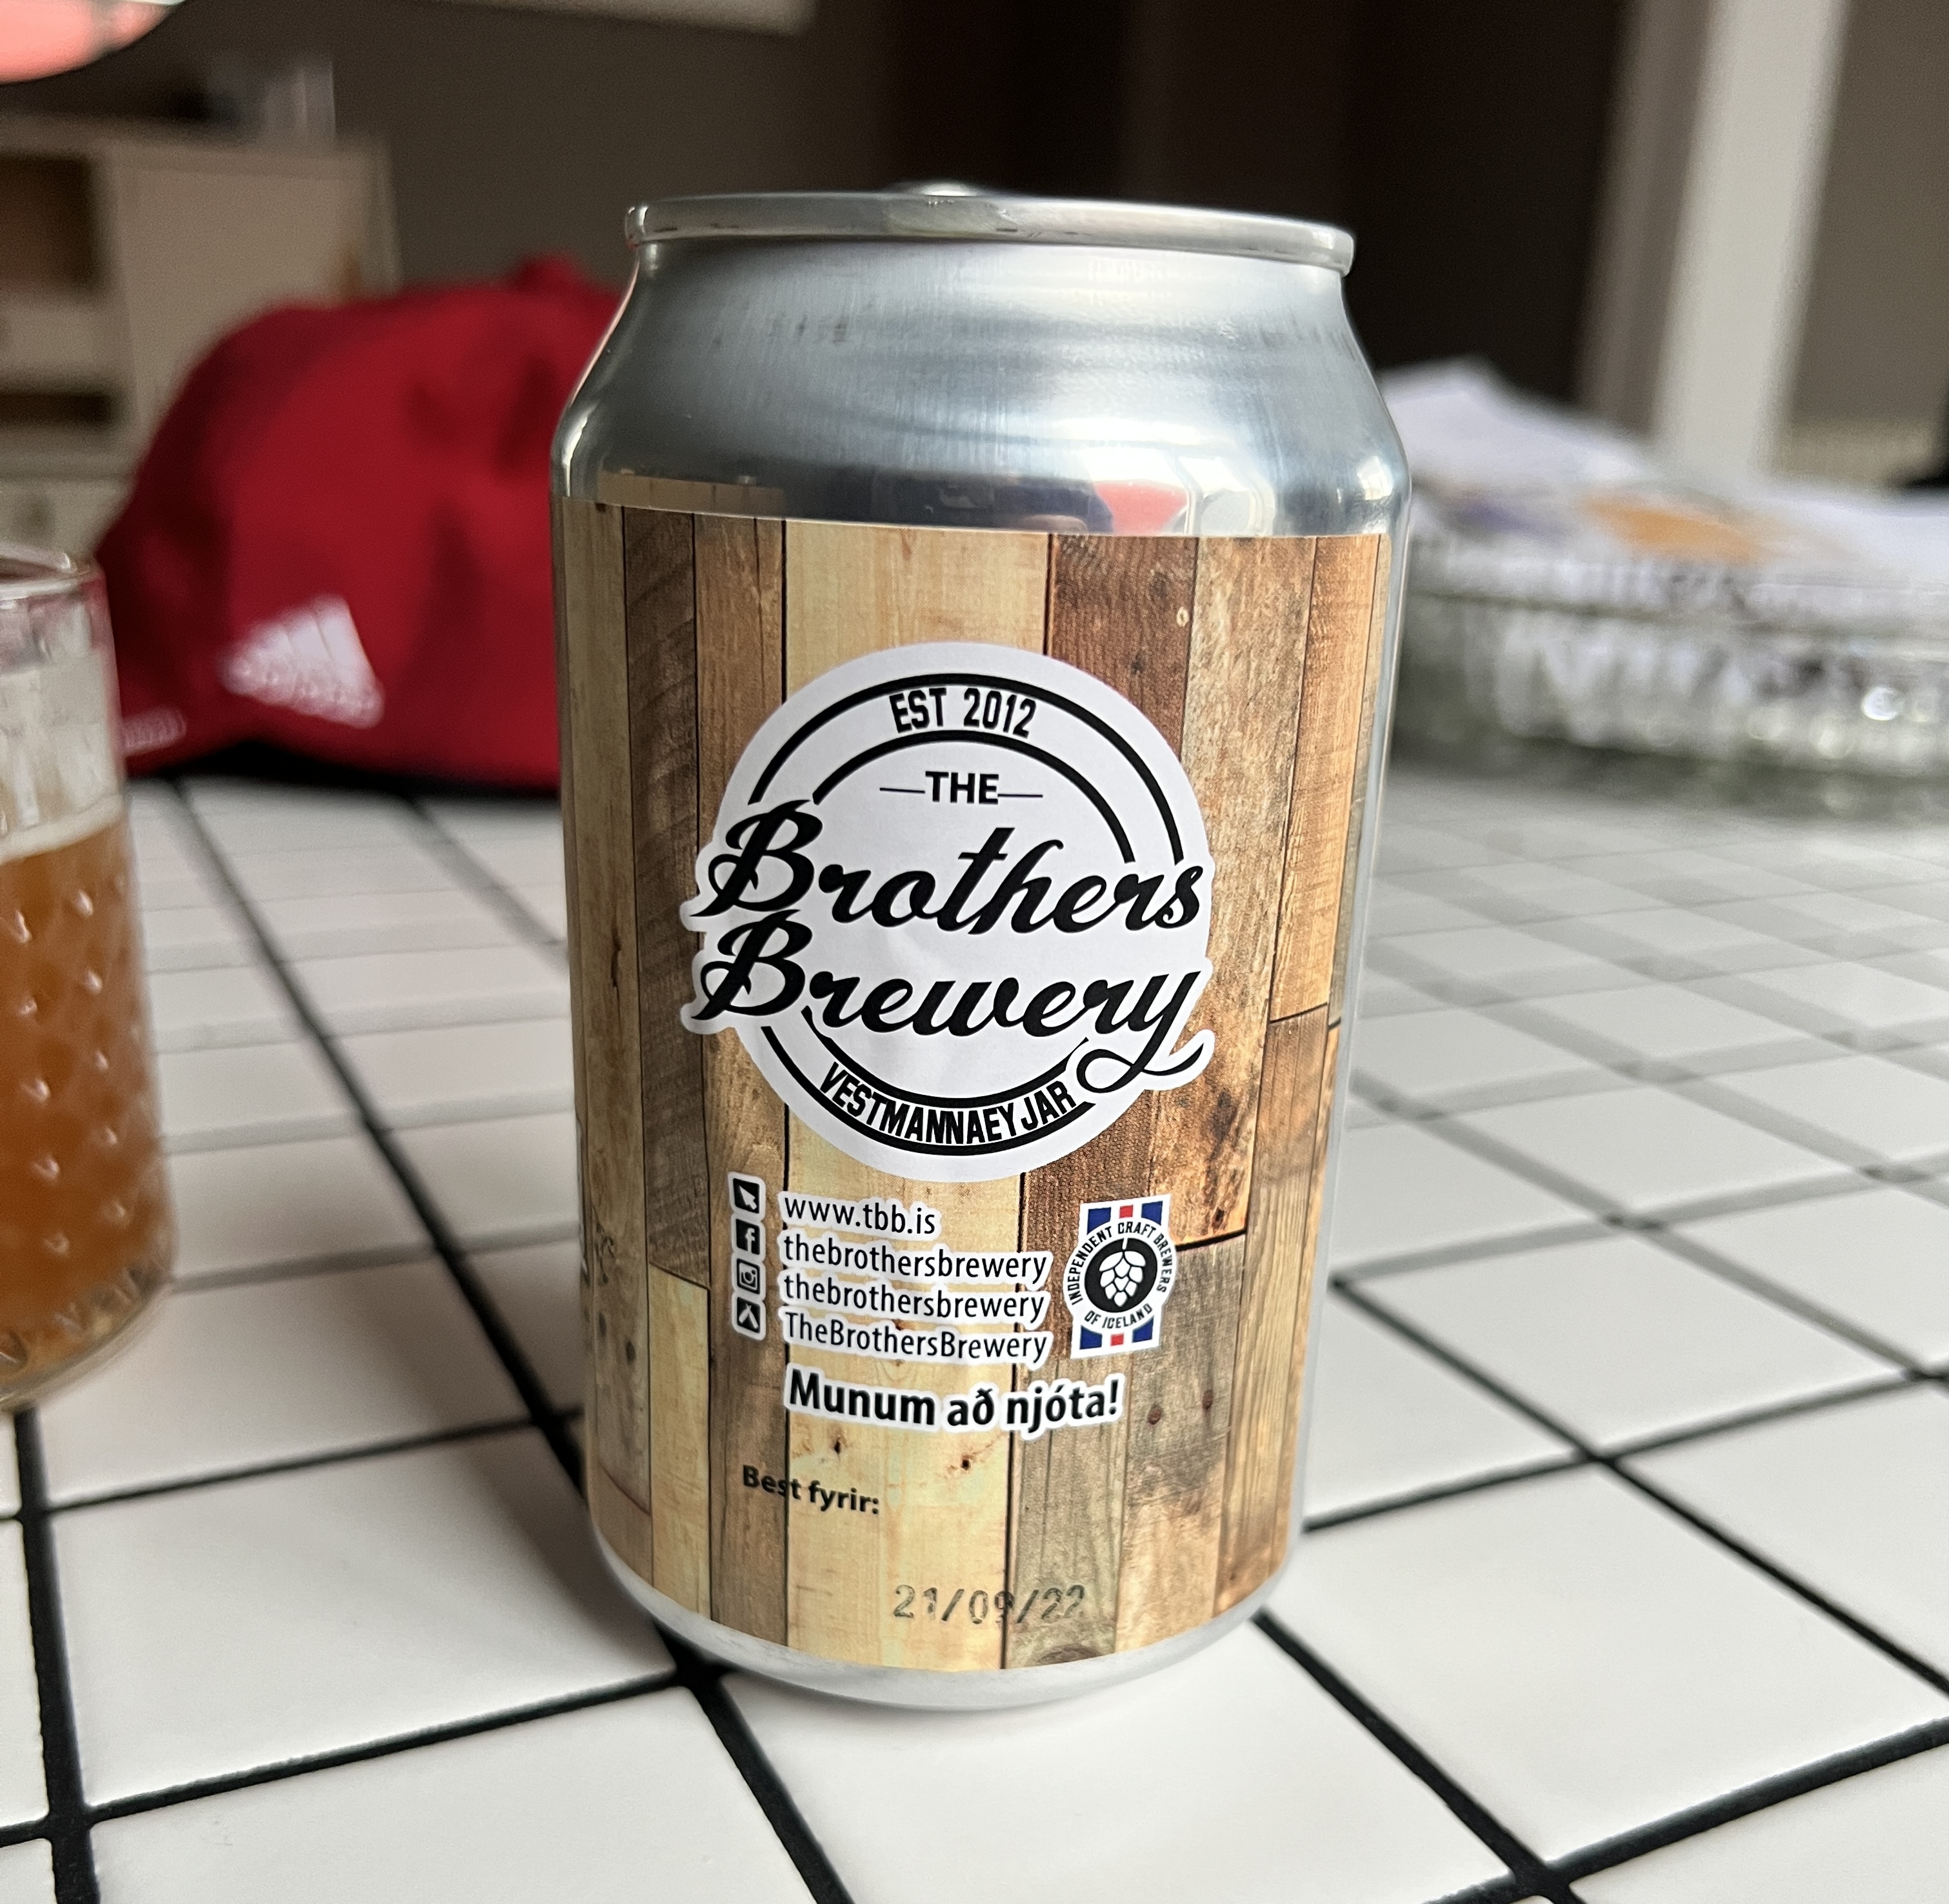 EST 2012
THE
Brothers
Brewery
VESTMANNAEYJAR
www.tbb.is
thebrothersbrewery
thebrothersbrewery
TheBrothersBrewery
INDEPENDENT CRAFT BREWERS
OF ICELAND
Munum að njóta!
Best fyrir:
21/09/22